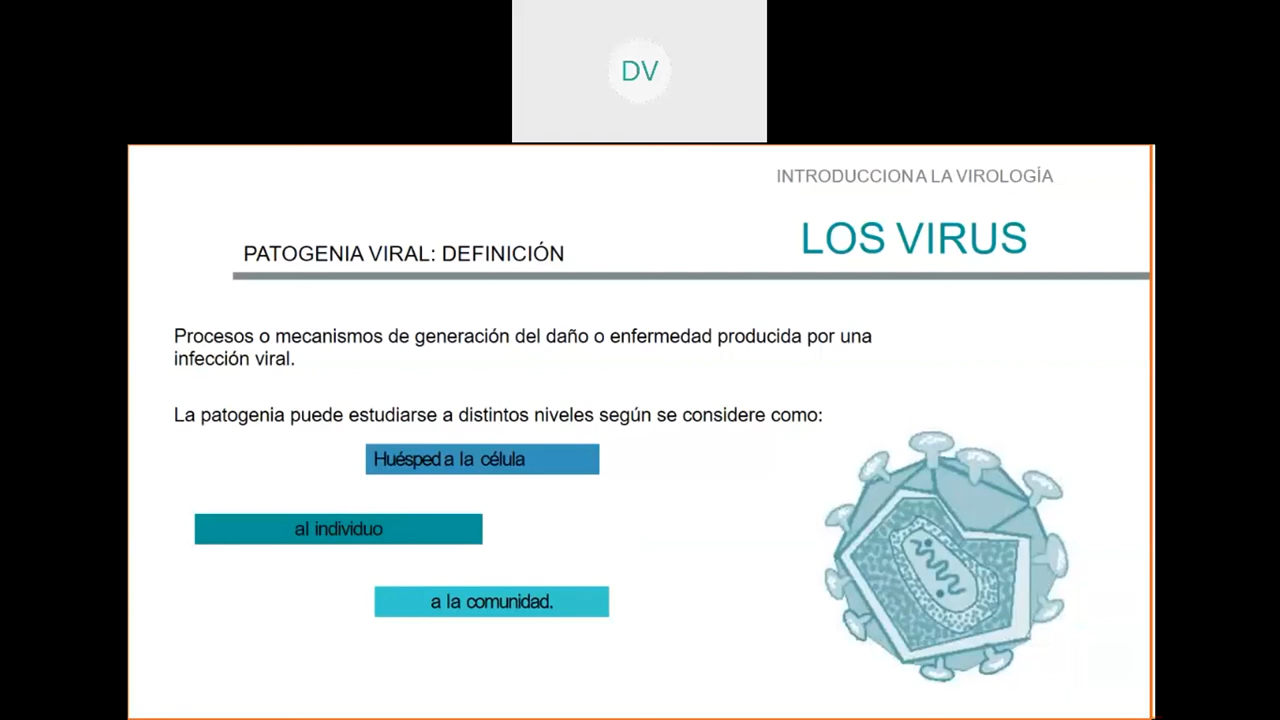 DV
INTRODUCCION A LA VIROLOGÍA
LOS VIRUS
PATOGENIA VIRAL: DEFINICIÓN
Procesos o mecanismos de generación del daño o enfermedad producida por una
infección viral.
La patogenia puede estudiarse a distintos niveles según se considere como:
Huésped a la célula
al individuo
a la comunidad.